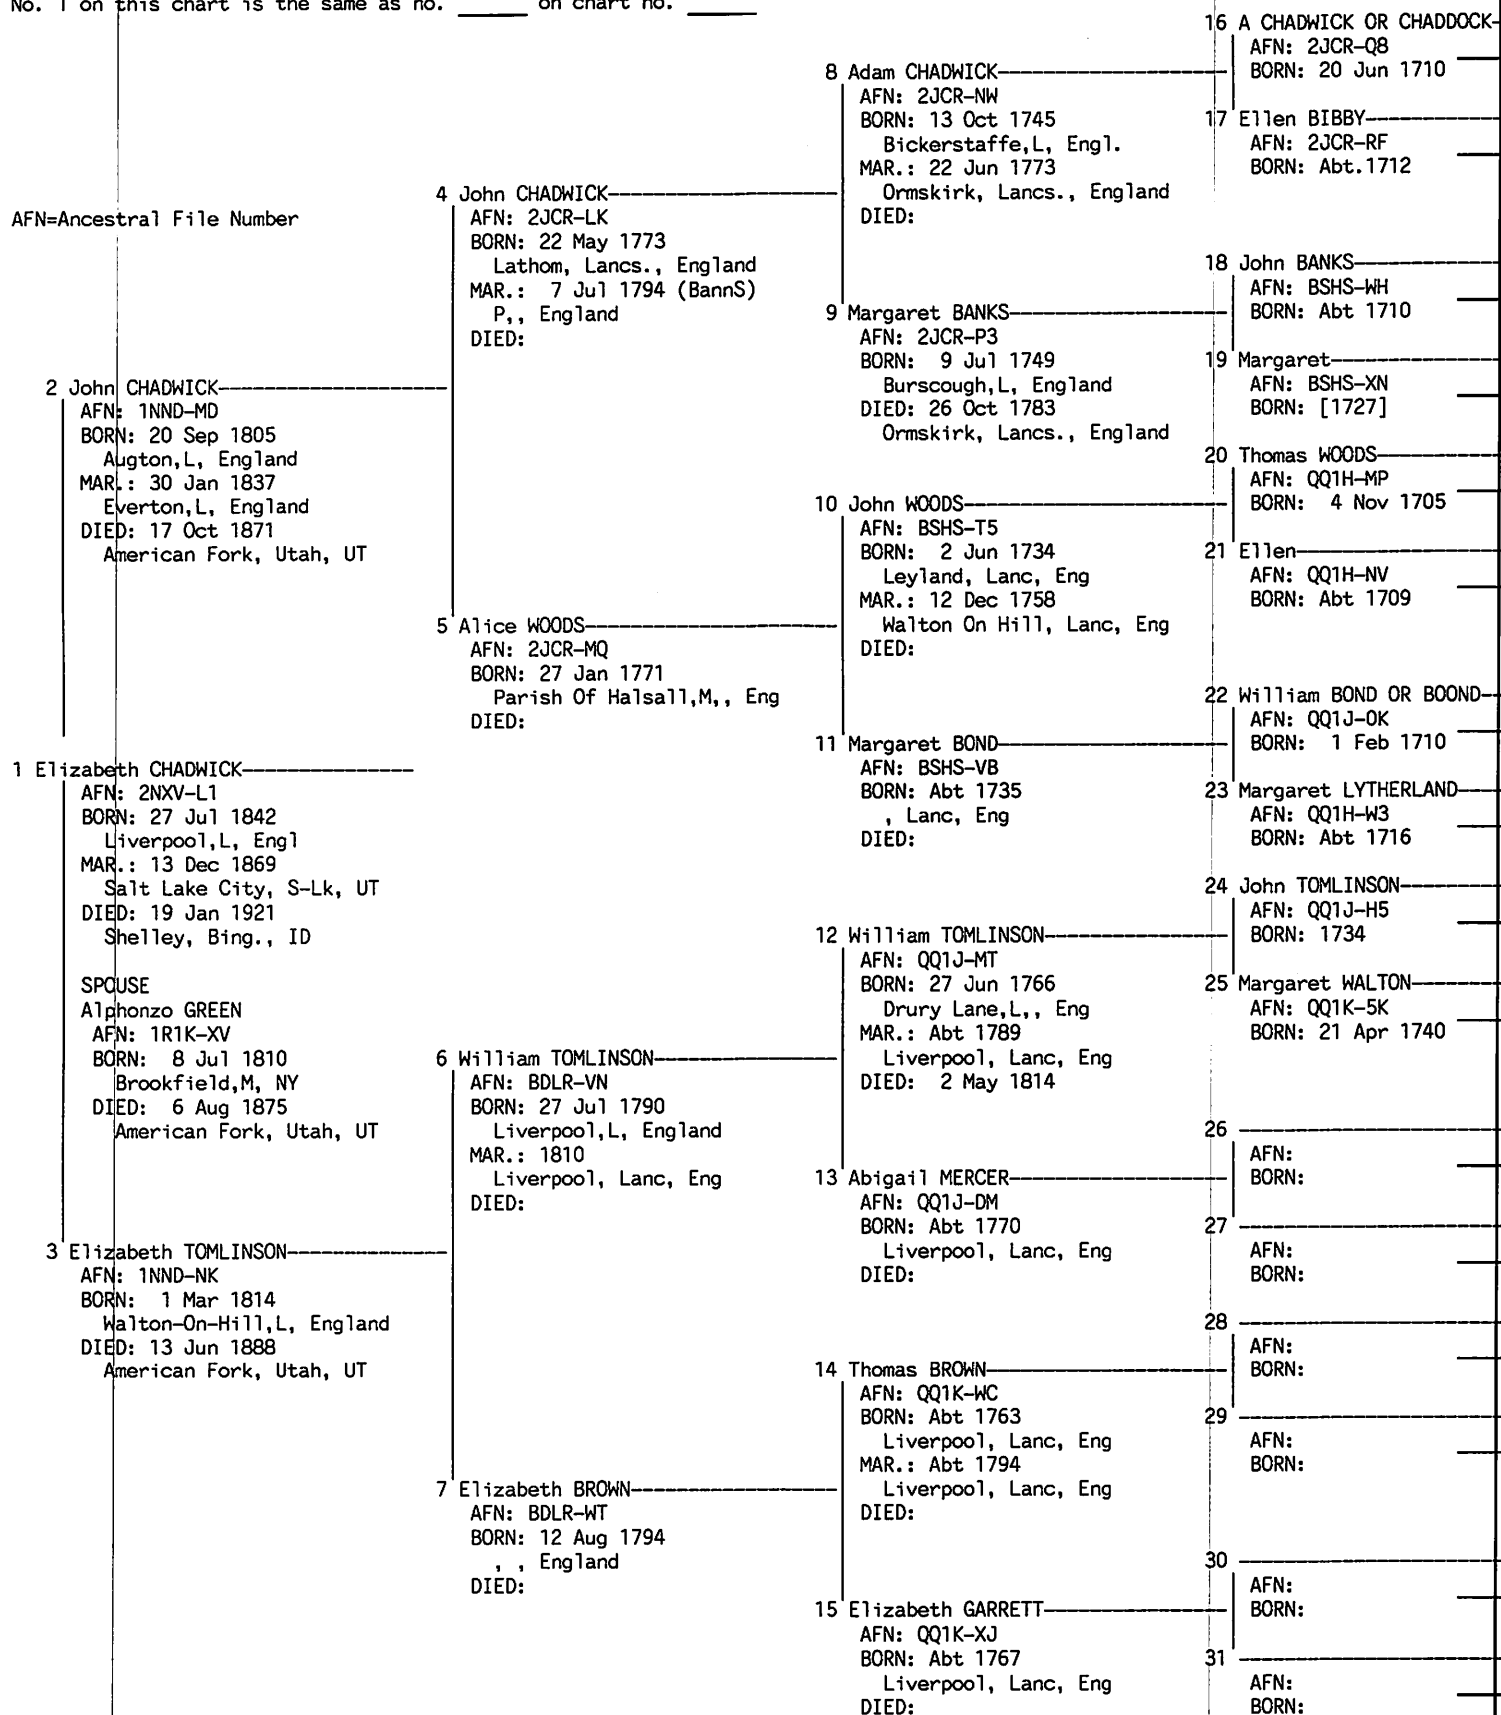 No. 1 on this chart is the same as no. ______ on chart no. ______
AFN=Ancestral File Number
1 Elizabeth CHADWICK
AFN: 2NXV-L1
BORN: 27 Jul 1842
Liverpool,L, Engl
MAR.: 13 Dec 1869
Salt Lake City, S-Lk, UT
DIED: 19 Jan 1921
Shelley, Bing., ID
SPOUSE
Alphonzo GREEN
AFN: 1R1K-XV
BORN: 8 Jul 1810
Brookfield,M, NY
DIED: 6 Aug 1875
American Fork, Utah, UT
2 John CHADWICK
AFN: 1NND-MD
BORN: 20 Sep 1805
Augton,L, England
MAR.: 30 Jan 1837
Everton,L, England
DIED: 17 Oct 1871
American Fork, Utah, UT
3 Elizabeth TOMLINSON
AFN: 1NND-NK
BORN: 1 Mar 1814
Walton-On-Hill,L, England
DIED: 13 Jun 1888
American Fork, Utah, UT
4 John CHADWICK
AFN: 2JCR-LK
BORN: 22 May 1773
Lathom, Lancs., England
MAR.: 7 Jul 1794 (BannS)
P,, England
DIED:
5 Alice WOODS
AFN: 2JCR-MQ
BORN: 27 Jan 1771
Parish Of Halsall,M,, Eng
DIED:
6 William TOMLINSON
AFN: BDLR-VN
BORN: 27 Jul 1790
Liverpool,L, England
MAR.: 1810
Liverpool, Lanc, Eng
DIED:
7 Elizabeth BROWN
AFN: BDLR-WT
BORN: 12 Aug 1794
, , England
DIED:
8 Adam CHADWICK
AFN: 2JCR-NW
BORN: 13 Oct 1745
Bickerstaffe,L, Engl.
MAR.: 22 Jun 1773
Ormskirk, Lancs., England
DIED:
9 Margaret BANKS
AFN: 2JCR-P3
BORN: 9 Jul 1749
Burscough,L, England
DIED: 26 Oct 1783
Ormskirk, Lancs., England
10 John WOODS
AFN: BSHS-T5
BORN: 2 Jun 1734
Leyland, Lanc, Eng
MAR.: 12 Dec 1758
Walton On Hill, Lanc, Eng
DIED:
11 Margaret BOND
AFN: BSHS-VB
BORN: Abt 1735
, Lanc, Eng
DIED:
12 William TOMLINSON
AFN: QQ1J-MT
BORN: 27 Jun 1766
Drury Lane,L,, Eng
MAR.: Abt 1789
Liverpool, Lanc, Eng
DIED: 2 May 1814
13 Abigail MERCER
AFN: QQ1J-DM
BORN: Abt 1770
Liverpool, Lanc, Eng
DIED:
14 Thomas BROWN
AFN: QQ1K-WC
BORN: Abt 1763
Liverpool, Lanc, Eng
MAR.: Abt 1794
Liverpool, Lanc, Eng
DIED:
15 Elizabeth GARRETT
AFN: QQ1K-XJ
BORN: Abt 1767
Liverpool, Lanc, Eng
DIED:
16 A CHADWICK OR CHADDOCK
AFN: 2JCR-Q8
BORN: 20 Jun 1710
17 Ellen BIBBY
AFN: 2JCR-RF
BORN: Abt.1712
18 John BANKS
AFN: BSHS-WH
BORN: Abt 1710
19 Margaret
AFN: BSHS-XN
BORN: [1727]
20 Thomas WOODS
AFN: QQ1H-MP
BORN: 4 Nov 1705
21 Ellen
AFN: QQ1H-NV
BORN: Abt 1709
22 William BOND OR BOOND
AFN: QQ1J-0K
BORN: 1 Feb 1710
23 Margaret LYTHERLAND
AFN: QQ1H-W3
BORN: Abt 1716
24 John TOMLINSON
AFN: QQ1J-H5
BORN: 1734
25 Margaret WALTON
AFN: QQ1K-5K
BORN: 21 Apr 1740
26
AFN:
BORN:
27
AFN:
BORN:
28
AFN:
BORN:
29
AFN:
BORN:
30
AFN:
BORN:
31
AFN:
BORN: